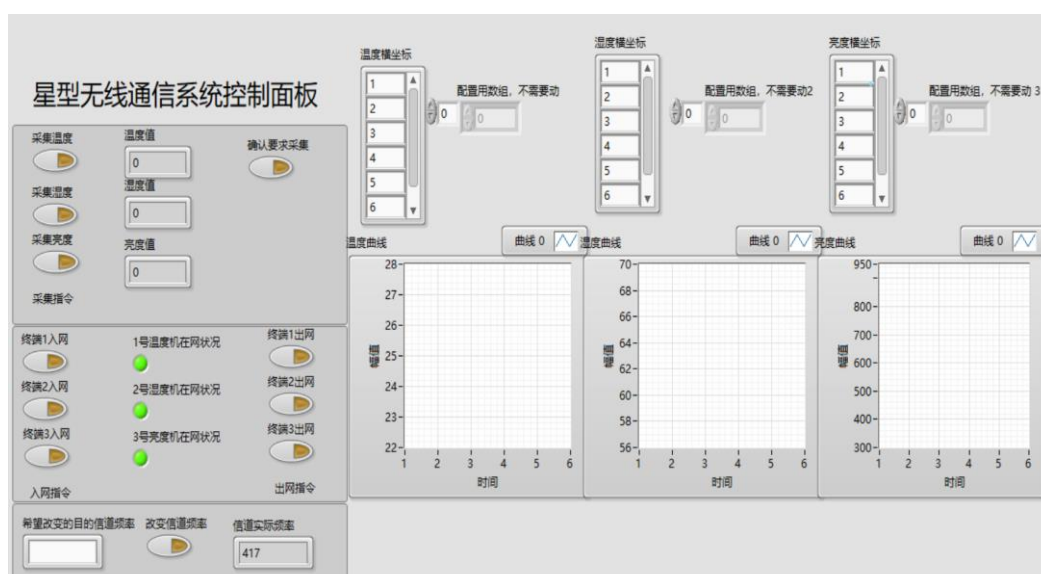 星型无线通信系统控制面板
采集温度
温度值
确认要求采集
0
采集湿度
湿度值
0
采集亮度
亮度值
0
采集指令
终端1入网
1号温度机在网状况
终端1出网
终端2入网
2号湿度机在网状况
终端2出网
终端3入网
3号亮度机在网状况
终端3出网
入网指令
出网指令
希望改变的目的信道频率
改变信道频率
信道实际频率
417
温度横坐标
1
2
3
4
5
6
配置用数组，不需要动
0
0
湿度横坐标
1
2
3
4
5
6
配置用数组，不需要动2
0
0
亮度横坐标
1
2
3
4
5
6
配置用数组，不需要动 3
0
0
温度曲线
曲线 0
28
27
26
25
24
23
22
幅值
1 2 3 4 5 6
时间
湿度曲线
曲线 0
70
68
66
64
62
60
58
56
幅值
1 2 3 4 5 6
时间
亮度曲线
曲线 0
950
800
700
600
500
400
300
幅值
1 2 3 4 5 6
时间